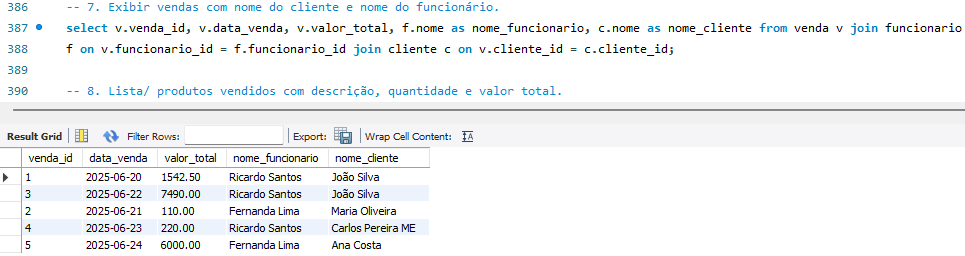 386 -- 7. Exibir vendas com nome do cliente e nome do funcionário.
387 select v.venda_id, v.data_venda, v.valor_total, f.nome as nome_funcionario, c.nome as nome_cliente from venda v join funcionario
388 f on v.funcionario_id = f.funcionario_id join cliente c on v.cliente_id = c.cliente_id;
389
390 -- 8. Lista/ produtos vendidos com descrição, quantidade e valor total.
Result Grid Filter Rows: Export: Wrap Cell Content:
venda_id data_venda valor_total nome_funcionario nome_cliente
1 2025-06-20 1542.50 Ricardo Santos João Silva
3 2025-06-22 7490.00 Ricardo Santos João Silva
2 2025-06-21 110.00 Fernanda Lima Maria Oliveira
4 2025-06-23 220.00 Ricardo Santos Carlos Pereira ME
5 2025-06-24 6000.00 Fernanda Lima Ana Costa